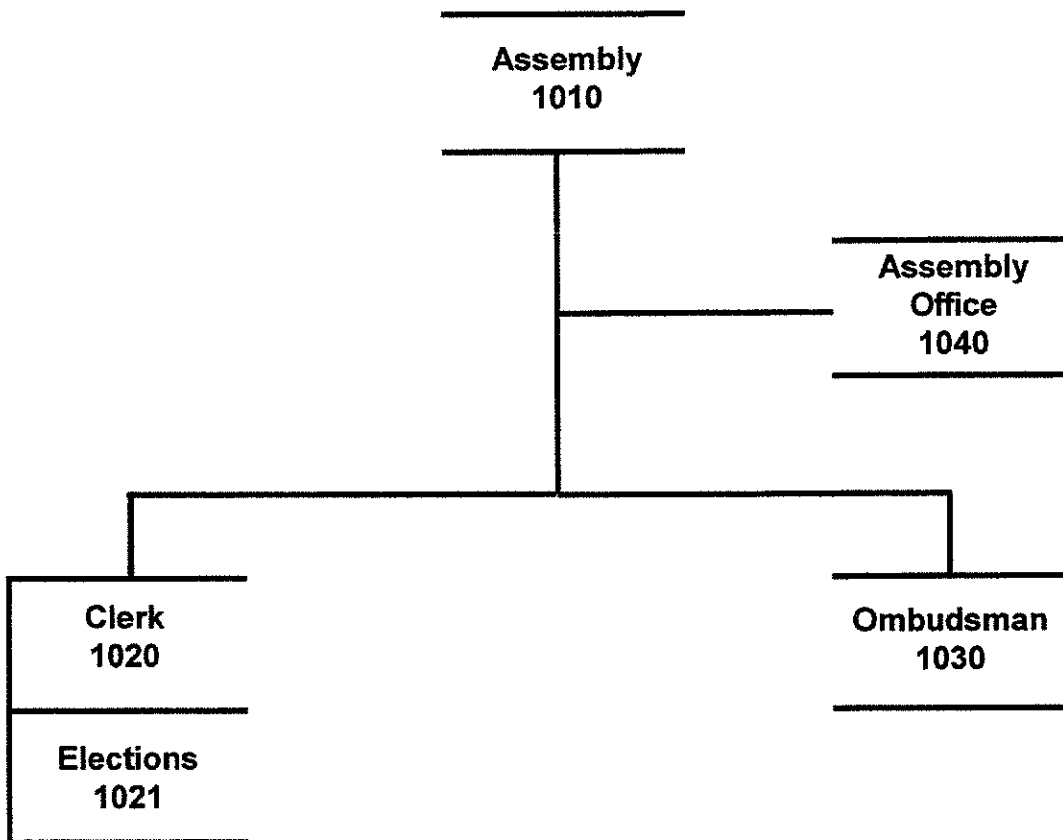 Assembly
1010
Assembly
Office
1040
Clerk
1020
Ombudsman
1030
Elections
1021